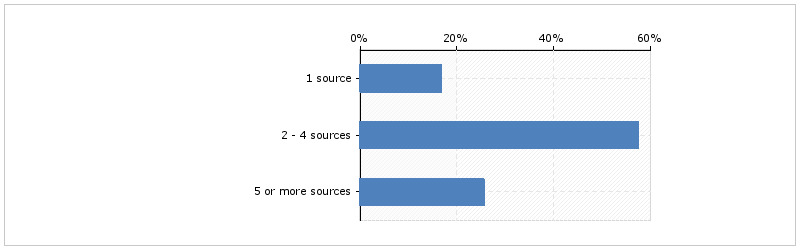 0% 20% 40% 60%
1 source
2 - 4 sources
5 or more sources